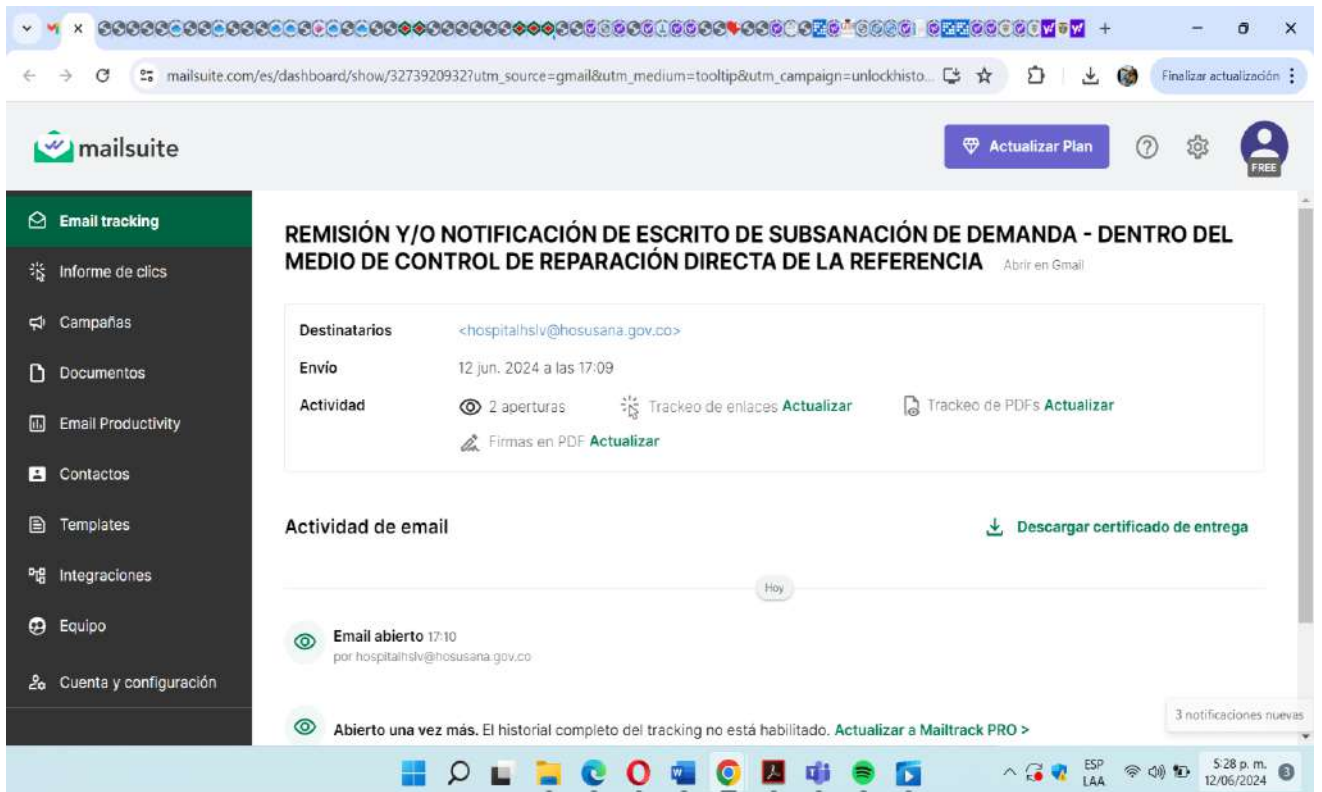 mailsuite.com/es/dashboard/show/3273920932?utm_source=gmail&utm_medium=tooltip&utm_campaign=unlockhisto...
Finalizar actualización
mailsuite
Actualizar Plan
FREE
Email tracking
Informe de clics
Campañas
Documentos
Email Productivity
Contactos
Templates
Integraciones
Equipo
Cuenta y configuración
REMISIÓN Y/O NOTIFICACIÓN DE ESCRITO DE SUBSANACIÓN DE DEMANDA - DENTRO DEL
MEDIO DE CONTROL DE REPARACIÓN DIRECTA DE LA REFERENCIA Abrir en Gmail
Destinatarios <hospitalhslv@hosusana.gov.co>
Envío 12 jun. 2024 a las 17:09
Actividad 2 aperturas Trackeo de enlaces Actualizar Trackeo de PDFs Actualizar
Firmas en PDF Actualizar
Actividad de email Descargar certificado de entrega
Hoy
Email abierto 17:10
por hospitalhslv@hosusana.gov.co
Abierto una vez más. El historial completo del tracking no está habilitado. Actualizar a Mailtrack PRO >
3 notificaciones nuevas
ESP
LAA
5:28 p. m.
12/06/2024
3